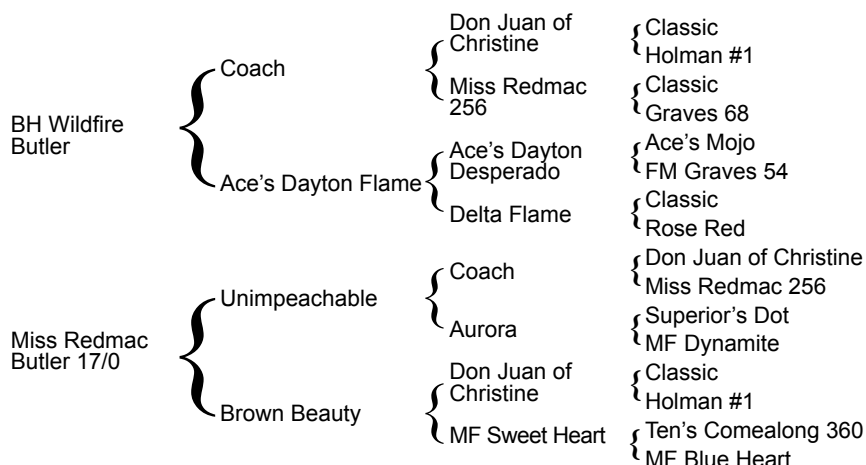 BH Wildfire
Butler
Coach
Ace's Dayton Flame
Don Juan of
Christine
Miss Redmac
256
Ace's Dayton
Desperado
Delta Flame
Classic
Holman #1
Classic
Graves 68
Ace's Mojo
FM Graves 54
Classic
Rose Red
Miss Redmac
Butler 17/0
Unimpeachable
Brown Beauty
Coach
Aurora
Don Juan of
Christine
MF Sweet Heart
Don Juan of Christine
Miss Redmac 256
Superior's Dot
MF Dynamite
Classic
Holman #1
Ten's Comealong 360
MF Blue Heart